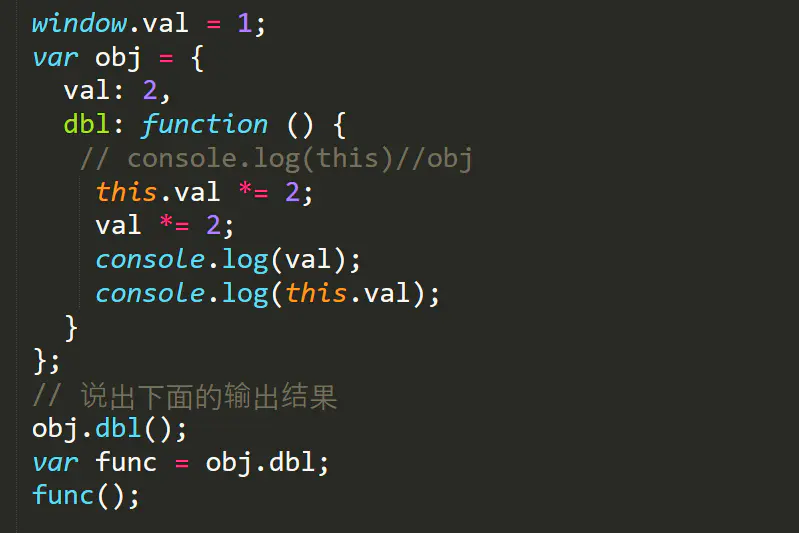 window.val = 1;
var obj = {
  val: 2,
  dbl: function () {
   // console.log(this)//obj
    this.val *= 2;
    val *= 2;
    console.log(val);
    console.log(this.val);
  }
};
// 说出下面的输出结果
obj.dbl();
var func = obj.dbl;
func();